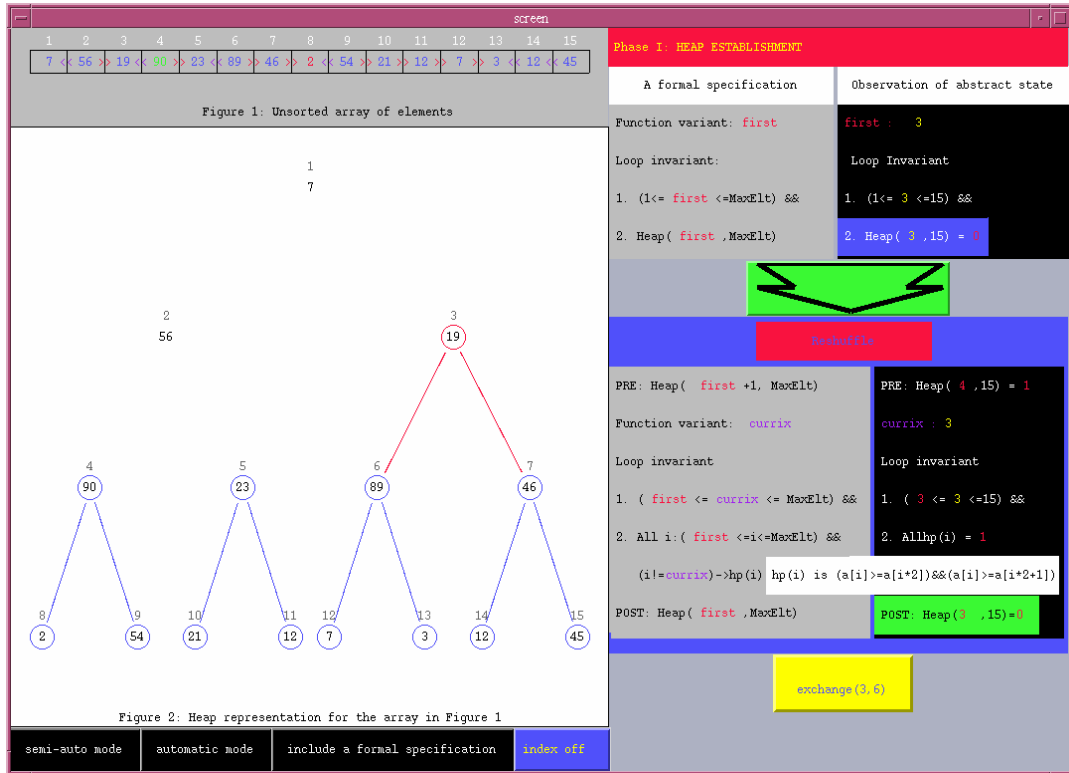 screen
1 2 3 4 5 6 7 8 9 10 11 12 13 14 15
7 << 56 >> 19 << 90 >> 23 << 89 >> 46 >> 2 << 54 >> 21 >> 12 >> 7 >> 3 << 12 << 45
Figure 1: Unsorted array of elements
1
7
2 3
56 19
4 5 6 7
90 23 89 46
8 9 10 11 12 13 14 15
2 54 21 12 7 3 12 45
Figure 2: Heap representation for the array in Figure 1
semi-auto mode automatic mode include a formal specification index off
Phase I: HEAP ESTABLISHMENT
A formal specification Observation of abstract state
Function variant: first
Loop invariant:
1. (1<= first <=MaxElt) &&
2. Heap( first ,MaxElt)
first : 3
Loop Invariant
1. (1<= 3 <=15) &&
2. Heap( 3 ,15) = 0
Reshuffle
PRE: Heap( first +1, MaxElt)
Function variant: currix
Loop invariant
1. ( first <= currix <= MaxElt) &&
2. All i:( first <=i<=MaxElt) &&
(i!=currix)->hp(i)
POST: Heap( first ,MaxElt)
PRE: Heap( 4 ,15) = 1
currix : 3
Loop invariant
1. ( 3 <= 3 <=15) &&
2. Allhp(i) = 1
hp(i) is (a[i]>=a[i*2])&&(a[i]>=a[i*2+1])
POST: Heap(3 ,15)=0
exchange(3,6)